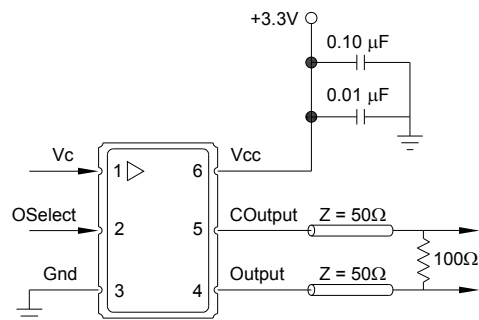 +3.3V
0.10 µF
0.01 µF
Vc 1 6 Vcc
OSelect 2 5 COutput Z = 50Ω
100Ω
Gnd 3 4 Output Z = 50Ω